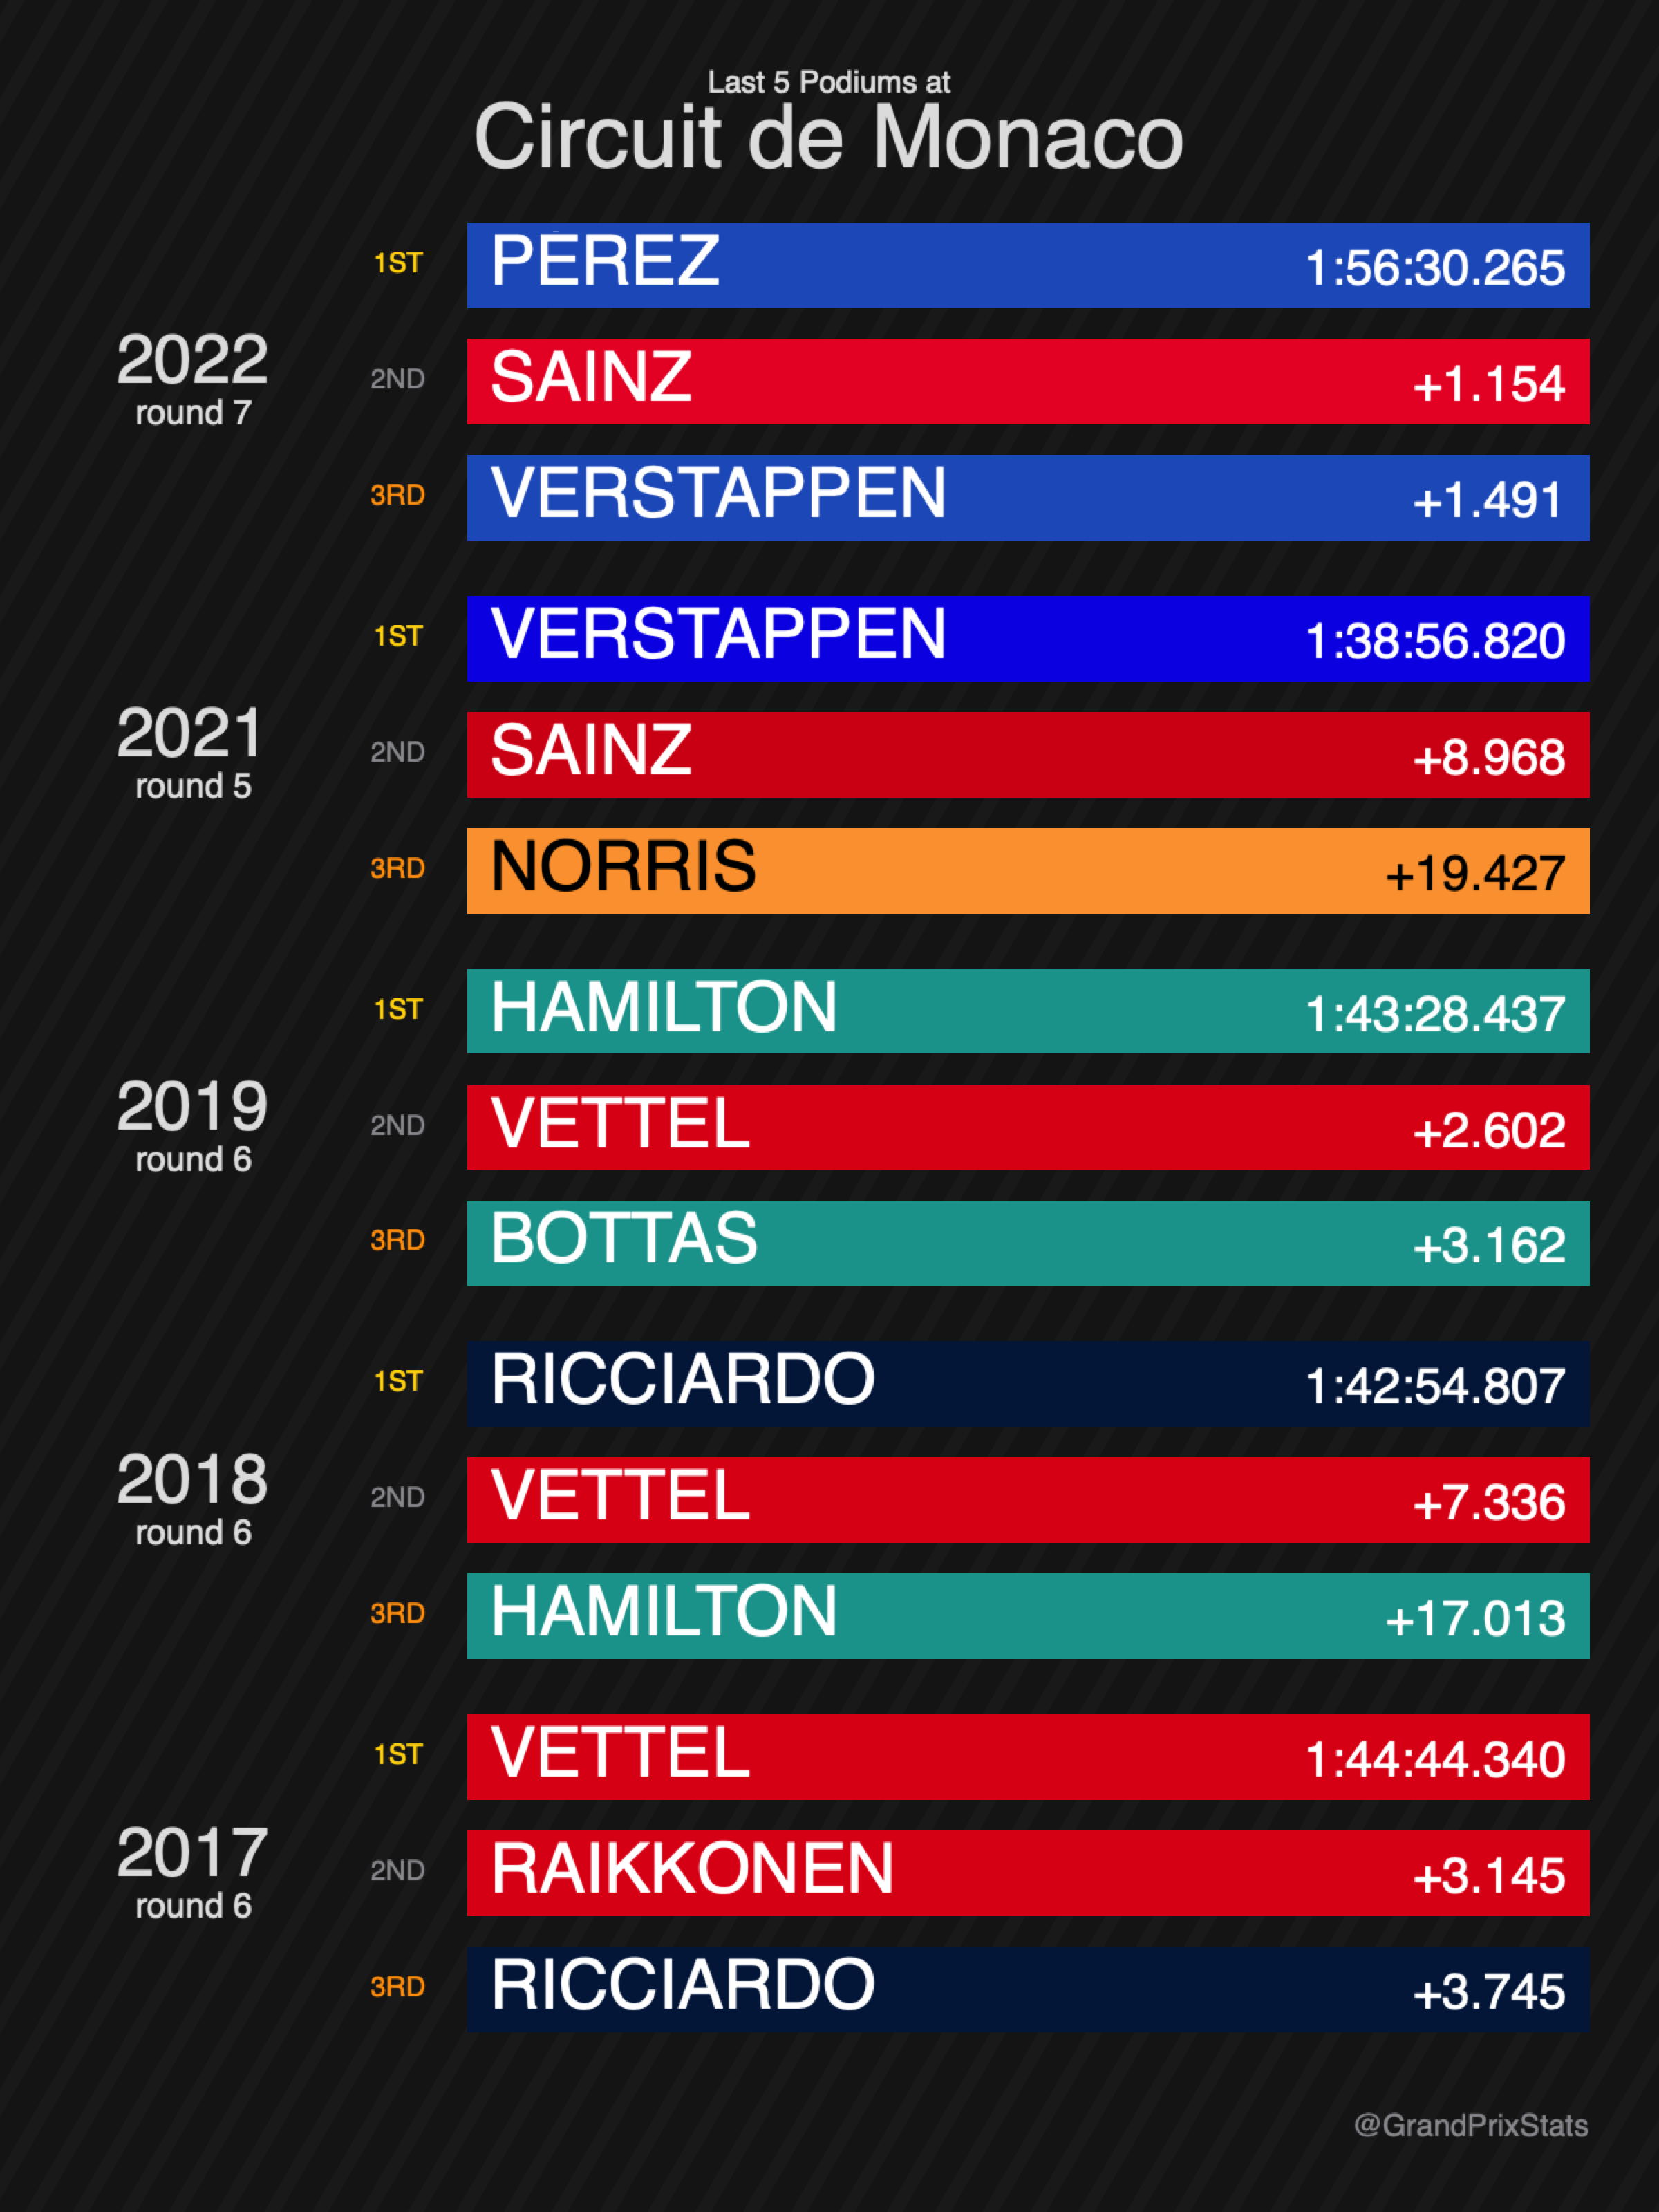 Last 5 Podiums at
Circuit de Monaco
2022
round 7
1ST PÉREZ 1:56:30.265
2ND SAINZ +1.154
3RD VERSTAPPEN +1.491
2021
round 5
1ST VERSTAPPEN 1:38:56.820
2ND SAINZ +8.968
3RD NORRIS +19.427
2019
round 6
1ST HAMILTON 1:43:28.437
2ND VETTEL +2.602
3RD BOTTAS +3.162
2018
round 6
1ST RICCIARDO 1:42:54.807
2ND VETTEL +7.336
3RD HAMILTON +17.013
2017
round 6
1ST VETTEL 1:44:44.340
2ND RAIKKONEN +3.145
3RD RICCIARDO +3.745
@GrandPrixStats